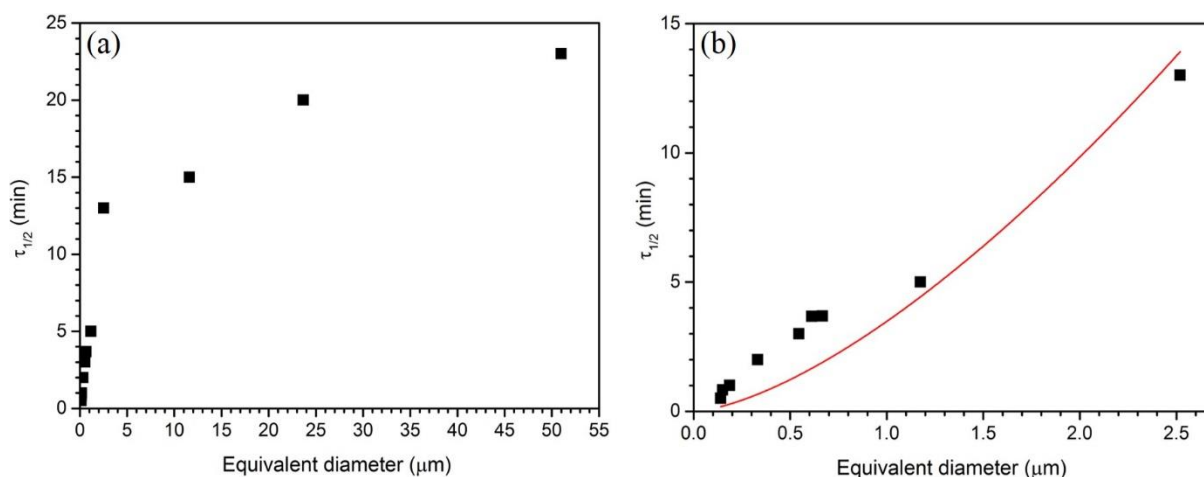 (a)
25
20
15
10
5
0
τ1/2 (min)
0 5 10 15 20 25 30 35 40 45 50 55
Equivalent diameter (μm)
(b)
15
10
5
0
τ1/2 (min)
0.0 0.5 1.0 1.5 2.0 2.5
Equivalent diameter (μm)